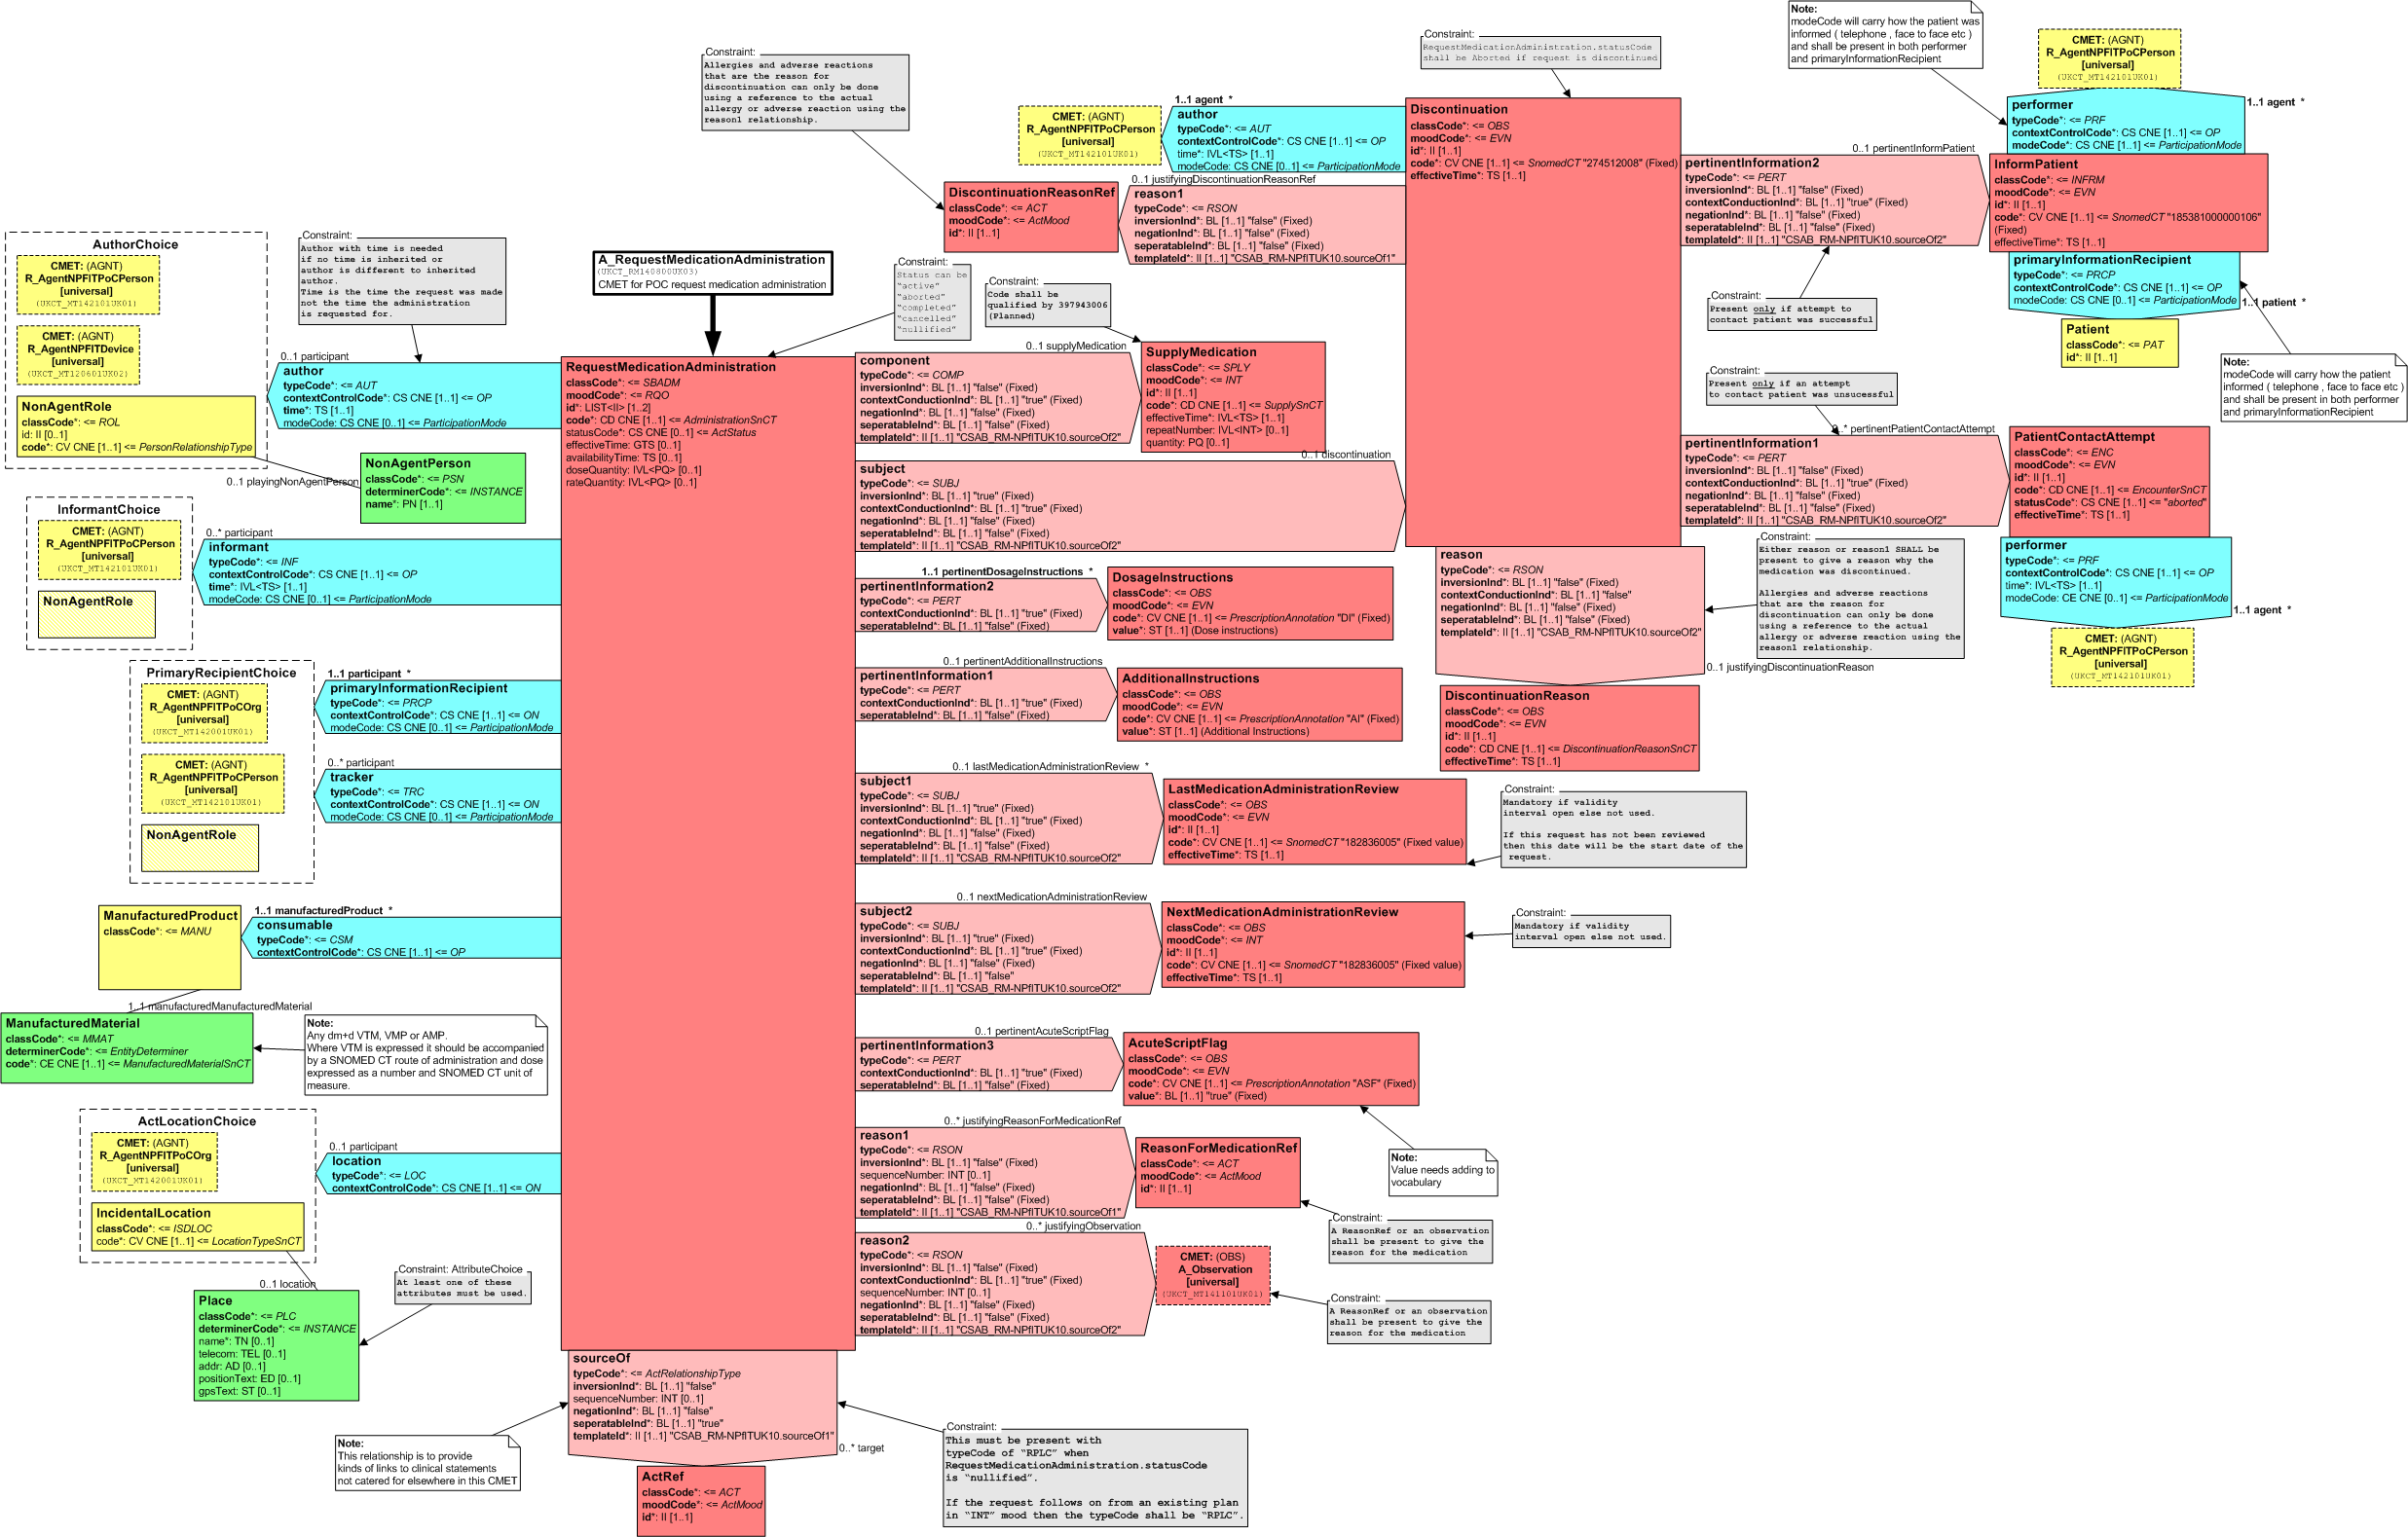 Note:
modeCode will carry how the patient was
informed ( telephone , face to face etc )
and shall be present in both performer
and primaryInformationRecipient
CMET: (AGNT)
R_AgentNPFITPoCPerson
[universal]
(UKCT_MT142101UK01)
Constraint:
RequestMedicationAdministration.statusCode
shall be Aborted if request is discontinued
Constraint:
Allergies and adverse reactions
that are the reason for
discontinuation can only be done
using a reference to the actual
allergy or adverse reaction using the
reason1 relationship.
1..1 agent *
performer
typeCode*: <= PRF
contextControlCode*: CS CNE [1..1] <= OP
modeCode*: CS CNE [1..1] <= ParticipationMode
CMET: (AGNT)
R_AgentNPFITPoCPerson
[universal]
(UKCT_MT142101UK01)
1..1 agent *
author
typeCode*: <= AUT
contextControlCode*: CS CNE [1..1] <= OP
time*: IVL<TS> [1..1]
modeCode: CS CNE [0..1] <= ParticipationMode
Discontinuation
classCode*: <= OBS
moodCode*: <= EVN
id*: II [1..1]
code*: CV CNE [1..1] <= SnomedCT "274512008" (Fixed)
effectiveTime*: TS [1..1]
0..1 pertinentInformPatient
pertinentInformation2
typeCode*: <= PERT
inversionInd*: BL [1..1] "false" (Fixed)
contextConductionInd*: BL [1..1] "true" (Fixed)
negationInd*: BL [1..1] "false" (Fixed)
seperatableInd*: BL [1..1] "false" (Fixed)
templateId*: II [1..1] "CSAB_RM-NPfITUK10.sourceOf2"
InformPatient
classCode*: <= INFRM
moodCode*: <= EVN
id*: II [1..1]
code*: CV CNE [1..1] <= SnomedCT "185381000000106"
(Fixed)
effectiveTime*: TS [1..1]
0..1 justifyingDiscontinuationReasonRef
DiscontinuationReasonRef
classCode*: <= ACT
moodCode*: <= ActMood
id*: II [1..1]
reason1
typeCode*: <= RSON
inversionInd*: BL [1..1] "false" (Fixed)
negationInd*: BL [1..1] "false" (Fixed)
seperatableInd*: BL [1..1] "false" (Fixed)
templateId*: II [1..1] "CSAB_RM-NPfITUK10.sourceOf1"
primaryInformationRecipient
typeCode*: <= PRCP
contextControlCode*: CS CNE [1..1] <= OP
modeCode: CS CNE [0..1] <= ParticipationMode
1..1 patient *
Patient
classCode*: <= PAT
id*: II [1..1]
Constraint:
Present only if attempt to
contact patient was successful
Note:
modeCode will carry how the patient
informed ( telephone , face to face etc )
and shall be present in both performer
and primaryInformationRecipient
AuthorChoice
CMET: (AGNT)
R_AgentNPFITPoCPerson
[universal]
(UKCT_MT142101UK01)
CMET: (AGNT)
R_AgentNPFITDevice
[universal]
(UKCT_MT120601UK02)
NonAgentRole
classCode*: <= ROL
id: II [0..1]
code*: CV CNE [1..1] <= PersonRelationshipType
Constraint:
Author with time is needed
if no time is inherited or
author is different to inherited
author.
Time is the time the request was made
not the time the administration
is requested for.
A_RequestMedicationAdministration
(UKCT_RM140800UK03)
CMET for POC request medication administration
Constraint:
Status can be
"active"
"aborted"
"completed"
"cancelled"
"nullified"
Constraint:
Code shall be
qualified by 397943006
(Planned)
0..1 participant
author
typeCode*: <= AUT
contextControlCode*: CS CNE [1..1] <= OP
time*: TS [1..1]
modeCode: CS CNE [0..1] <= ParticipationMode
RequestMedicationAdministration
classCode*: <= SBADM
moodCode*: <= RQO
id*: LIST<II> [1..2]
code*: CD CNE [1..1] <= AdministrationSnCT
statusCode*: CS CNE [0..1] <= ActStatus
effectiveTime: GTS [0..1]
availabilityTime: TS [0..1]
doseQuantity: IVL<PQ> [0..1]
rateQuantity: IVL<PQ> [0..1]
0..1 supplyMedication
component
typeCode*: <= COMP
inversionInd*: BL [1..1] "false" (Fixed)
contextConductionInd*: BL [1..1] "true" (Fixed)
negationInd*: BL [1..1] "false" (Fixed)
seperatableInd*: BL [1..1] "false" (Fixed)
templateId*: II [1..1] "CSAB_RM-NPfITUK10.sourceOf2"
SupplyMedication
classCode*: <= SPLY
moodCode*: <= INT
id*: II [1..1]
code*: CD CNE [1..1] <= SupplySnCT
effectiveTime*: IVL<TS> [1..1]
repeatNumber: IVL<INT> [0..1]
quantity: PQ [0..1]
Constraint:
Present only if an attempt
to contact patient was unsucessful
0..* pertinentPatientContactAttempt
pertinentInformation1
typeCode*: <= PERT
inversionInd*: BL [1..1] "false" (Fixed)
contextConductionInd*: BL [1..1] "true" (Fixed)
negationInd*: BL [1..1] "false" (Fixed)
seperatableInd*: BL [1..1] "false" (Fixed)
templateId*: II [1..1] "CSAB_RM-NPfITUK10.sourceOf2"
PatientContactAttempt
classCode*: <= ENC
moodCode*: <= EVN
id*: II [1..1]
code*: CD CNE [1..1] <= EncounterSnCT
statusCode*: CS CNE [1..1] <= "aborted"
effectiveTime*: TS [1..1]
performer
typeCode*: <= PRF
contextControlCode*: CS CNE [1..1] <= OP
time*: IVL<TS> [1..1]
modeCode: CE CNE [0..1] <= ParticipationMode
1..1 agent *
CMET: (AGNT)
R_AgentNPFITPoCPerson
[universal]
(UKCT_MT142101UK01)
0..1 playingNonAgentPerson
NonAgentPerson
classCode*: <= PSN
determinerCode*: <= INSTANCE
name*: PN [1..1]
0..1 discontinuation
subject
typeCode*: <= SUBJ
inversionInd*: BL [1..1] "true" (Fixed)
contextConductionInd*: BL [1..1] "true" (Fixed)
negationInd*: BL [1..1] "false" (Fixed)
seperatableInd*: BL [1..1] "false" (Fixed)
templateId*: II [1..1] "CSAB_RM-NPfITUK10.sourceOf2"
InformantChoice
CMET: (AGNT)
R_AgentNPFITPoCPerson
[universal]
(UKCT_MT142101UK01)
NonAgentRole
0..* participant
informant
typeCode*: <= INF
contextControlCode*: CS CNE [1..1] <= OP
time*: IVL<TS> [1..1]
modeCode: CS CNE [0..1] <= ParticipationMode
reason
typeCode*: <= RSON
inversionInd*: BL [1..1] "false" (Fixed)
contextConductionInd*: BL [1..1] "false"
negationInd*: BL [1..1] "false" (Fixed)
seperatableInd*: BL [1..1] "false" (Fixed)
templateId*: II [1..1] "CSAB_RM-NPfITUK10.sourceOf2"
0..1 justifyingDiscontinuationReason
Constraint:
Either reason or reason1 SHALL be
present to give a reason why the
medication was discontinued.
Allergies and adverse reactions
that are the reason for
discontinuation can only be done
using a reference to the actual
allergy or adverse reaction using the
reason1 relationship.
1..1 pertinentDosageInstructions *
pertinentInformation2
typeCode*: <= PERT
contextConductionInd*: BL [1..1] "true" (Fixed)
seperatableInd*: BL [1..1] "false" (Fixed)
DosageInstructions
classCode*: <= OBS
moodCode*: <= EVN
code*: CV CNE [1..1] <= PrescriptionAnnotation "DI" (Fixed)
value*: ST [1..1] (Dose instructions)
DiscontinuationReason
classCode*: <= OBS
moodCode*: <= EVN
id*: II [1..1]
code*: CD CNE [1..1] <= DiscontinuationReasonSnCT
effectiveTime*: TS [1..1]
PrimaryRecipientChoice
CMET: (AGNT)
R_AgentNPFITPoCOrg
[universal]
(UKCT_MT142001UK01)
CMET: (AGNT)
R_AgentNPFITPoCPerson
[universal]
(UKCT_MT142101UK01)
NonAgentRole
1..1 participant *
primaryInformationRecipient
typeCode*: <= PRCP
contextControlCode*: CS CNE [1..1] <= ON
modeCode: CS CNE [0..1] <= ParticipationMode
0..* participant
tracker
typeCode*: <= TRC
contextControlCode*: CS CNE [1..1] <= ON
modeCode: CS CNE [0..1] <= ParticipationMode
0..1 pertinentAdditionalInstructions
pertinentInformation1
typeCode*: <= PERT
contextConductionInd*: BL [1..1] "true" (Fixed)
seperatableInd*: BL [1..1] "false" (Fixed)
AdditionalInstructions
classCode*: <= OBS
moodCode*: <= EVN
code*: CV CNE [1..1] <= PrescriptionAnnotation "AI" (Fixed)
value*: ST [1..1] (Additional Instructions)
0..1 lastMedicationAdministrationReview *
subject1
typeCode*: <= SUBJ
inversionInd*: BL [1..1] "true" (Fixed)
contextConductionInd*: BL [1..1] "true" (Fixed)
negationInd*: BL [1..1] "false" (Fixed)
seperatableInd*: BL [1..1] "false" (Fixed)
templateId*: II [1..1] "CSAB_RM-NPfITUK10.sourceOf2"
LastMedicationAdministrationReview
classCode*: <= OBS
moodCode*: <= EVN
id*: II [1..1]
code*: CV CNE [1..1] <= SnomedCT "182836005" (Fixed value)
effectiveTime*: TS [1..1]
Constraint:
Mandatory if validity
interval open else not used.
If this request has not been reviewed
then this date will be the start date of the
request.
ManufacturedProduct
classCode*: <= MANU
1..1 manufacturedProduct *
consumable
typeCode*: <= CSM
contextControlCode*: CS CNE [1..1] <= OP
0..1 nextMedicationAdministrationReview
subject2
typeCode*: <= SUBJ
inversionInd*: BL [1..1] "true" (Fixed)
contextConductionInd*: BL [1..1] "true" (Fixed)
negationInd*: BL [1..1] "false" (Fixed)
seperatableInd*: BL [1..1] "false"
templateId*: II [1..1] "CSAB_RM-NPfITUK10.sourceOf2"
NextMedicationAdministrationReview
classCode*: <= OBS
moodCode*: <= INT
id*: II [1..1]
code*: CV CNE [1..1] <= SnomedCT "182836005" (Fixed value)
effectiveTime*: TS [1..1]
Constraint:
Mandatory if validity
interval open else not used.
1..1 manufacturedManufacturedMaterial
ManufacturedMaterial
classCode*: <= MMAT
determinerCode*: <= EntityDeterminer
code*: CE CNE [1..1] <= ManufacturedMaterialSnCT
Note:
Any dm+d VTM, VMP or AMP.
Where VTM is expressed it should be accompanied
by a SNOMED CT route of administration and dose
expressed as a number and SNOMED CT unit of
measure.
0..1 pertinentAcuteScriptFlag
pertinentInformation3
typeCode*: <= PERT
contextConductionInd*: BL [1..1] "true" (Fixed)
seperatableInd*: BL [1..1] "false" (Fixed)
AcuteScriptFlag
classCode*: <= OBS
moodCode*: <= EVN
code*: CV CNE [1..1] <= PrescriptionAnnotation "ASF" (Fixed)
value*: BL [1..1] "true" (Fixed)
Note:
Value needs adding to
vocabulary
ActLocationChoice
CMET: (AGNT)
R_AgentNPFITPoCOrg
[universal]
(UKCT_MT142001UK01)
IncidentalLocation
classCode*: <= ISDLOC
code*: CV CNE [1..1] <= LocationTypeSnCT
0..1 participant
location
typeCode*: <= LOC
contextControlCode*: CS CNE [1..1] <= ON
0..* justifyingReasonForMedicationRef
reason1
typeCode*: <= RSON
inversionInd*: BL [1..1] "false" (Fixed)
sequenceNumber: INT [0..1]
negationInd*: BL [1..1] "false" (Fixed)
seperatableInd*: BL [1..1] "false" (Fixed)
templateId*: II [1..1] "CSAB_RM-NPfITUK10.sourceOf1"
ReasonForMedicationRef
classCode*: <= ACT
moodCode*: <= ActMood
id*: II [1..1]
Constraint:
A ReasonRef or an observation
shall be present to give the
reason for the medication
0..* justifyingObservation
reason2
typeCode*: <= RSON
inversionInd*: BL [1..1] "false" (Fixed)
contextConductionInd*: BL [1..1] "true" (Fixed)
sequenceNumber: INT [0..1]
negationInd*: BL [1..1] "false" (Fixed)
seperatableInd*: BL [1..1] "false" (Fixed)
templateId*: II [1..1] "CSAB_RM-NPfITUK10.sourceOf2"
CMET: (OBS)
A_Observation
[universal]
(UKCT_MT141101UK01)
Constraint:
A ReasonRef or an observation
shall be present to give the
reason for the medication
0..1 location
Place
classCode*: <= PLC
determinerCode*: <= INSTANCE
name*: TN [0..1]
telecom: TEL [0..1]
addr: AD [0..1]
positionText: ED [0..1]
gpsText: ST [0..1]
Constraint: AttributeChoice
At least one of these
attributes must be used.
sourceOf
typeCode*: <= ActRelationshipType
inversionInd*: BL [1..1] "false"
sequenceNumber: INT [0..1]
negationInd*: BL [1..1] "false"
seperatableInd*: BL [1..1] "true"
templateId*: II [1..1] "CSAB_RM-NPfITUK10.sourceOf1"
0..* target
Note:
This relationship is to provide
kinds of links to clinical statements
not catered for elsewhere in this CMET
ActRef
classCode*: <= ACT
moodCode*: <= ActMood
id*: II [1..1]
Constraint:
This must be present with
typeCode of "RPLC" when
RequestMedicationAdministration.statusCode
is "nullified".
If the request follows on from an existing plan
in "INT" mood then the typeCode shall be "RPLC".